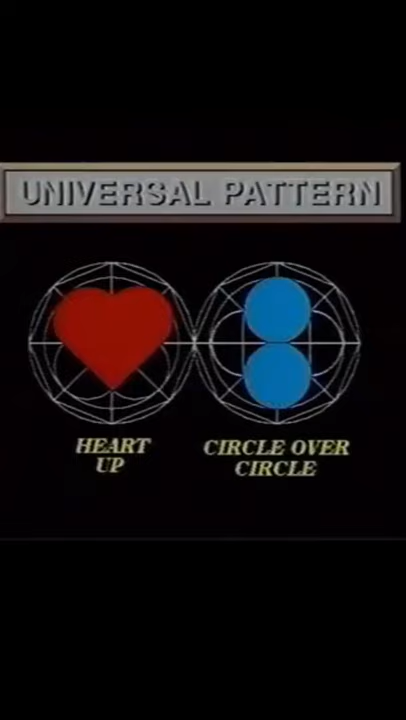 UNIVERSAL PATTERN
HEART
UP
CIRCLE OVER
CIRCLE